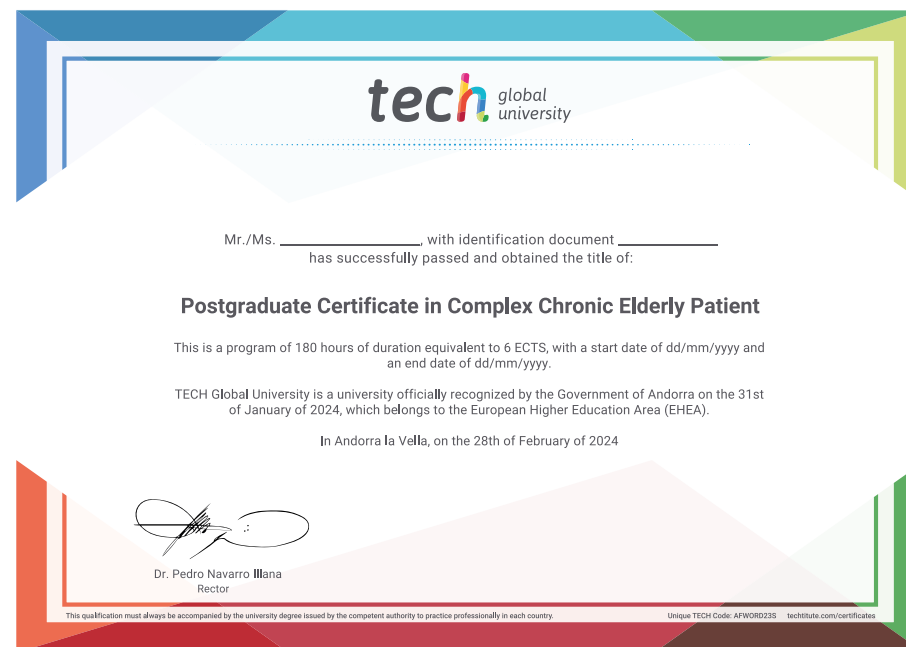 tech global
university
Mr./Ms. ____________, with identification document ____________
has successfully passed and obtained the title of:
Postgraduate Certificate in Complex Chronic Elderly Patient
This is a program of 180 hours of duration equivalent to 6 ECTS, with a start date of dd/mm/yyyy and
an end date of dd/mm/yyyy.
TECH Global University is a university officially recognized by the Government of Andorra on the 31st
of January of 2024, which belongs to the European Higher Education Area (EHEA).
In Andorra la Vella, on the 28th of February of 2024
Dr. Pedro Navarro Illana
Rector
This qualification must always be accompanied by the university degree issued by the competent authority to practice professionally in each country.
Unique TECH Code: AFWORD23S techtitute.com/certificates